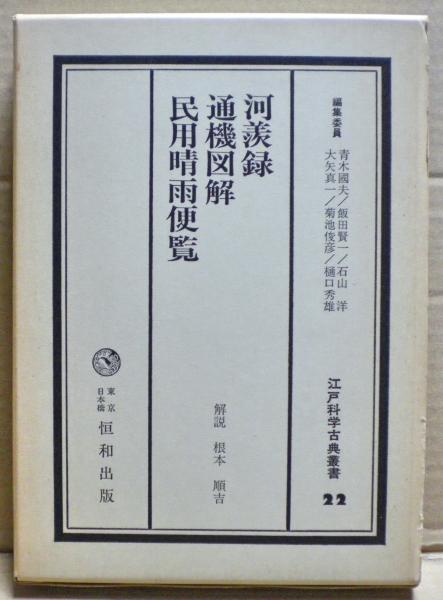 編集委員
青木國夫／飯田賢一／石山　洋
大矢真一／菊池俊彦／樋口秀雄
江戸科学古典叢書
22
河羨録
通機図解
民用晴雨便覧
解説　根本　順吉
東京
日本橋
恒和出版